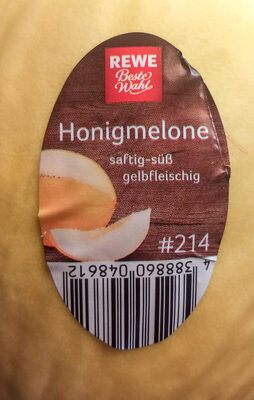 REWE
Beste
Wahl
Honigmelone
saftig-süß
gelbfleischig
#214
4 388860 048612